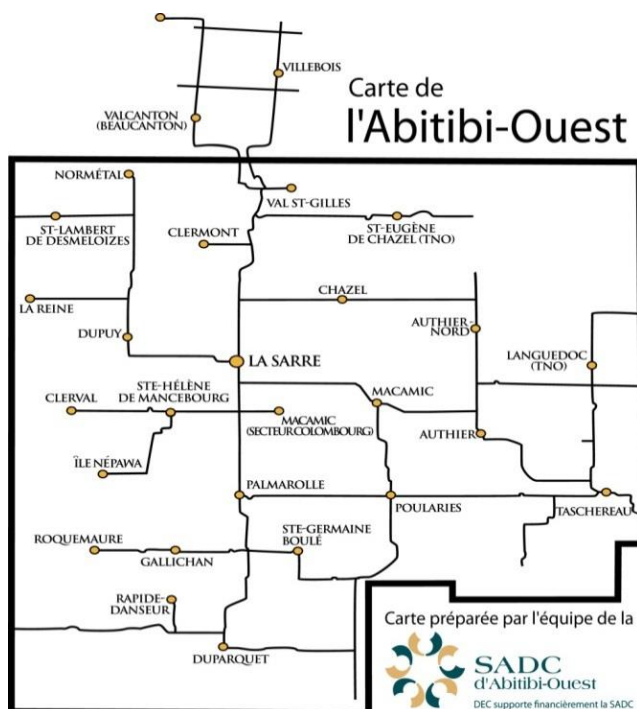 VILLEBOIS
Carte de
l'Abitibi-Ouest
VALCANTON
(BEAUCANTON)
NORMÉTAL
VAL ST-GILLES
ST-LAMBERT
DE DESMELOIZES
CLERMONT
ST-EUGÈNE
DE CHAZEL (TNO)
LA REINE
CHAZEL
DUPUY
AUTHIER-
NORD
LA SARRE
LANGUEDOC
(TNO)
CLERVAL
STE-HÉLÈNE
DE MANCEBOURG
MACAMIC
MACAMIC
(SECTEUR COLOMBOURG)
AUTHIER
ÎLE NÉPAWA
PALMAROLLE
POULARIES
TASCHEREAU
ROQUEMAURE
GALLICHAN
STE-GERMAINE
BOULÉ
RAPIDE-
DANSEUR
DUPARQUET
Carte préparée par l'équipe de la
SADC
d'Abitibi-Ouest
DEC supporte financièrement la SADC